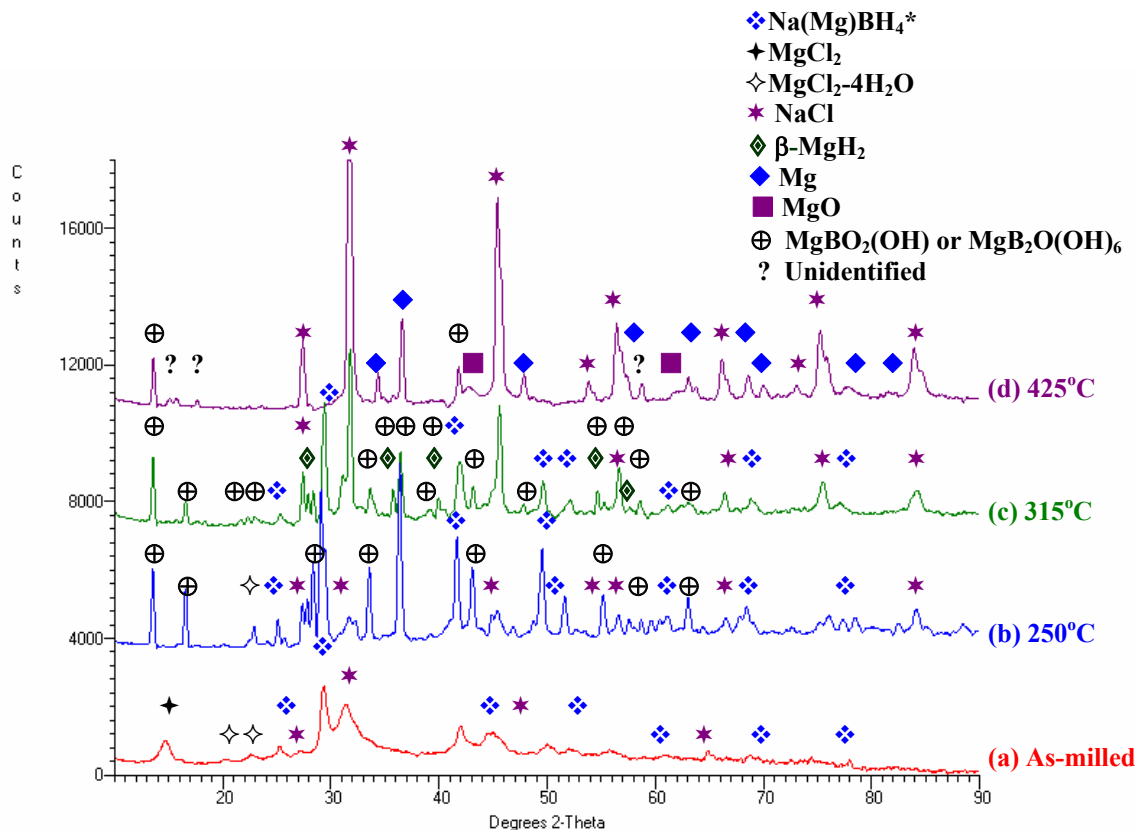 Na(Mg)BH₄*
MgCl₂
MgCl₂-4H₂O
NaCl
β-MgH₂
Mg
MgO
MgBO₂(OH) or MgB₂O(OH)₆
? Unidentified
Counts
16000
12000
8000
4000
0
? ?
?
(d) 425°C
(c) 315°C
(b) 250°C
(a) As-milled
20 30 40 50 60 70 80 90
Degrees 2-Theta